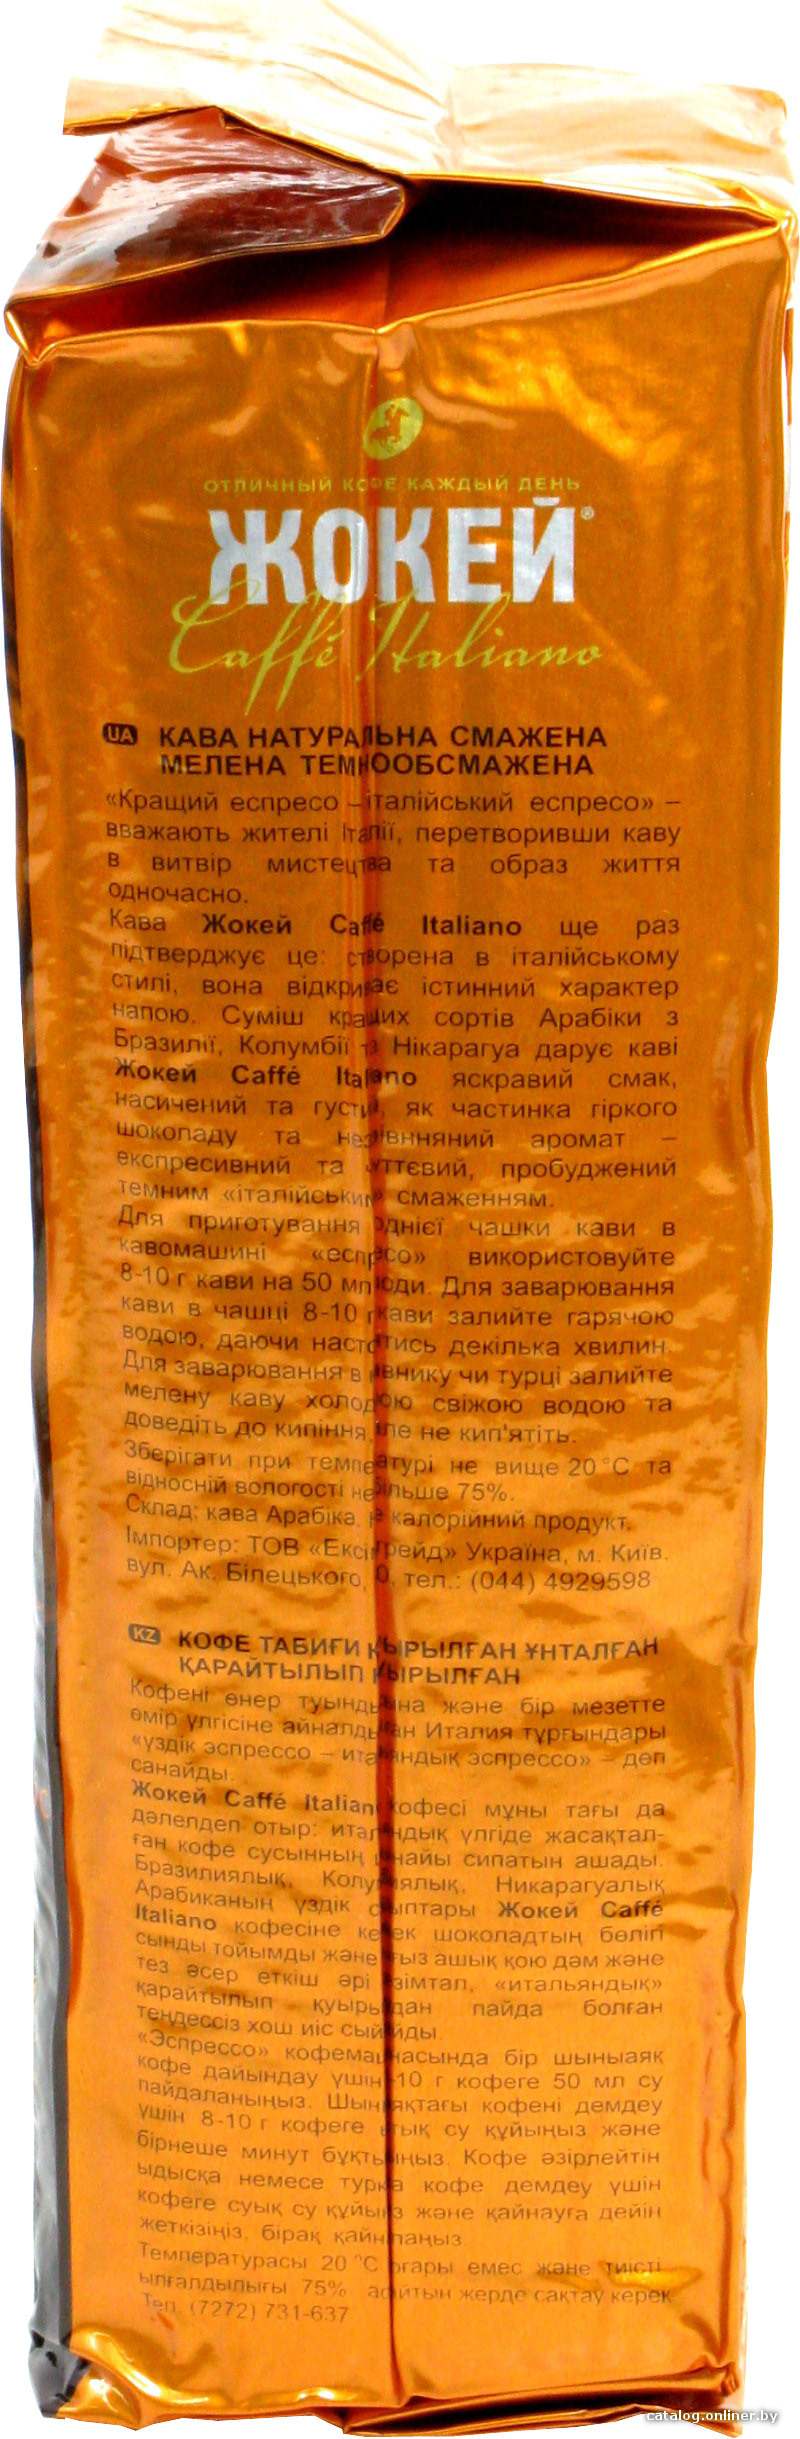 ОТЛИЧНЫЙ КОФЕ КАЖДЫЙ ДЕНЬ
ЖОКЕЙ®
Caffé Italiano
UA КАВА НАТУРАЛЬНА СМАЖЕНА
МЕЛЕНА ТЕМНООБСМАЖЕНА
«Кращий еспресо – італійський еспресо» –
вважають жителі Італії, перетворивши каву
в витвір мистецтва та образ життя
одночасно.
Кава Жокей Caffé Italiano ще раз
підтверджує це: створена в італійському
стилі, вона відкриває істинний характер
напою. Суміш кращих сортів Арабіки з
Бразилії, Колумбії та Нікарагуа дарує каві
Жокей Caffé Italiano яскравий смак,
насичений та густий, як частинка гіркого
шоколаду та аромат –
експресивний та пробуджений
темним «італійським» смаженням.
Для приготування однієї чашки кави в
кавомашині «еспресо» використовуйте
8-10 г кави на 50 мл води. Для заварювання
кави в чашці 8-10 г кави залийте гарячою
водою, даючи настоятись декілька хвилин.
Для заварювання в чи турці залийте
мелену каву холодною свіжою водою та
доведіть до кипіння, але не кип'ятіть.
Зберігати при температурі не вище 20 °C та
відносній вологості не більше 75%.
Склад: кава Арабіка, не калорійний продукт.
Імпортер: ТОВ Україна, м. Київ.
вул. Ак. Білецького, тел.: (044) 4929598
KZ КОФЕ ТАБИҒИ ҚЫРЫЛҒАН ҰНТАЛҒАН
ҚАРАЙТЫЛЫП ҚЫРЫЛҒАН
Кофені өнер туындысына және бір мезетте
өмір үлгісіне айналдырған Италия тұрғындары
«үздік эспрессо – итальяндық эспрессо» – деп
санайды.
Жокей Caffé Italiano кофесі мұны тағы да
дәлелдеп отыр: итальяндық үлгіде жасақтал-
ған кофе сусынның шынайы сипатын ашады.
Бразилиялық, Колумбиялық, Никарагуалық
Арабиканың үздік сұрыптары Жокей Caffé
Italiano кофесіне керек шоколадтың бөлігі
сынды тойымды және ашық қою дәм және
тез әсер еткіш әрі «итальяндық»
қарайтылып қуырылудан пайда болған
теңдессіз хош иіс сыйлайды.
«Эспрессо» кофемашинасында бір шыныаяқ
кофе дайындау үшін 8-10 г кофеге 50 мл су
пайдаланыңыз. Шыныаяқтағы кофені демдеу
үшін 8-10 г кофеге ыстық су құйыңыз және
бірнеше минут бұқтырыңыз. Кофе әзірлейтін
ыдысқа немесе турка кофе демдеу үшін
кофеге суық су құйыңыз және қайнауға дейін
жеткізіңіз, бірақ қайнатпаңыз
Температурасы 20 °C жоғары емес және тиісті
ылғалдылығы 75% аспайтын жерде сақтау керек
Тел. (7272) 731-637
catalog.onliner.by